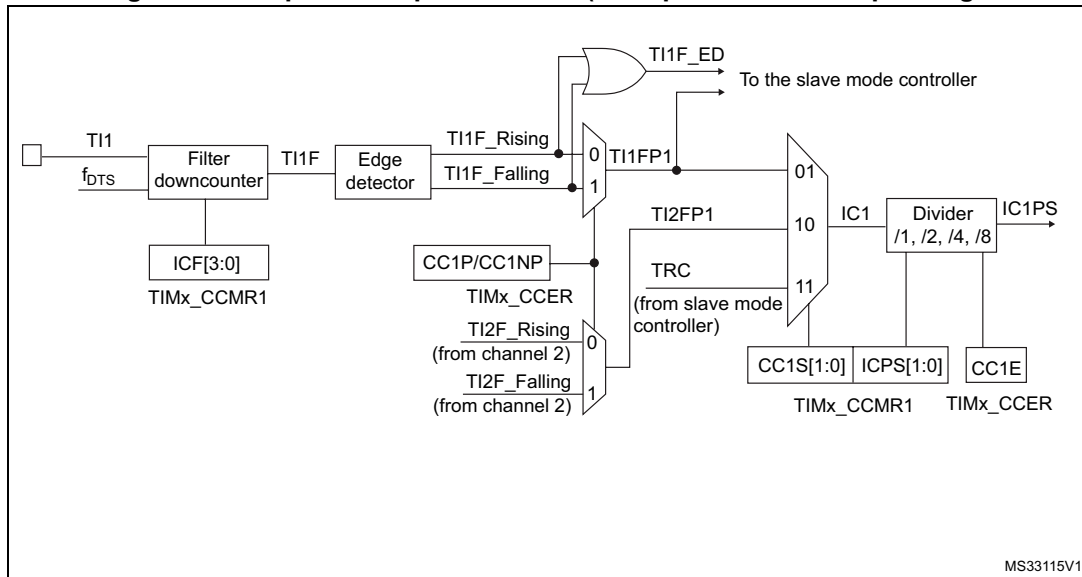 TI1F_ED
To the slave mode controller
TI1
f_DTS
Filter
downcounter
TI1F
Edge
detector
TI1F_Rising
TI1F_Falling
0
1
TI1FP1
01
TI2FP1
10
IC1
Divider
/1, /2, /4, /8
IC1PS
ICF[3:0]
TIMx_CCMR1
CC1P/CC1NP
TIMx_CCER
TRC
11
(from slave mode
controller)
TI2F_Rising
(from channel 2)
0
TI2F_Falling
(from channel 2)
1
CC1S[1:0]
ICPS[1:0]
CC1E
TIMx_CCMR1
TIMx_CCER
MS33115V1